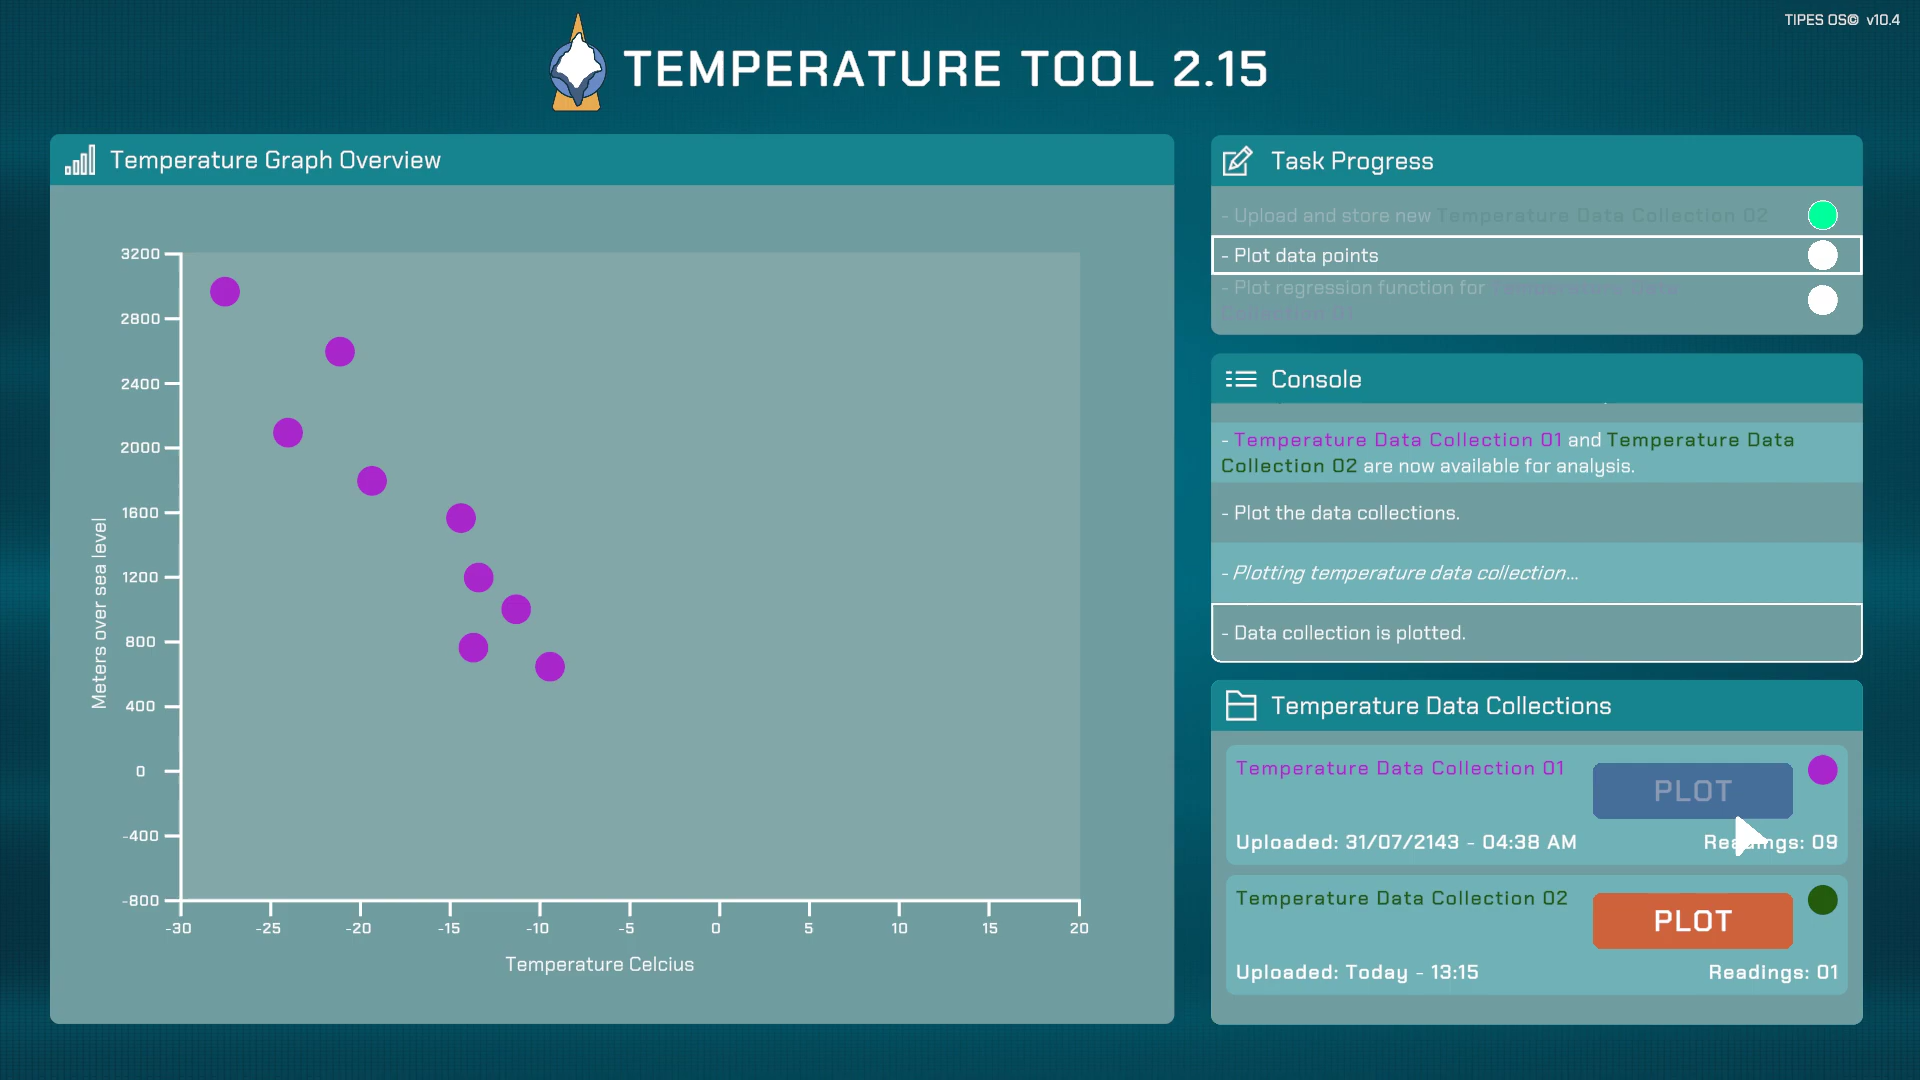 TIPES OS© v10.4
TEMPERATURE TOOL 2.15
Temperature Graph Overview
3200
2800
2400
2000
1600
1200
800
400
0
-400
-800
Meters over sea level
-30 -25 -20 -15 -10 -5 0 5 10 15 20
Temperature Celcius
Task Progress
- Upload and store new Temperature Data Collection 02
- Plot data points
- Plot regression function for Temperature Data
Collection 01
Console
- Temperature Data Collection 01 and Temperature Data
Collection 02 are now available for analysis.
- Plot the data collections.
- Plotting temperature data collection...
- Data collection is plotted.
Temperature Data Collections
Temperature Data Collection 01
PLOT
Uploaded: 31/07/2143 - 04:38 AM
Readings: 09
Temperature Data Collection 02
PLOT
Uploaded: Today - 13:15
Readings: 01